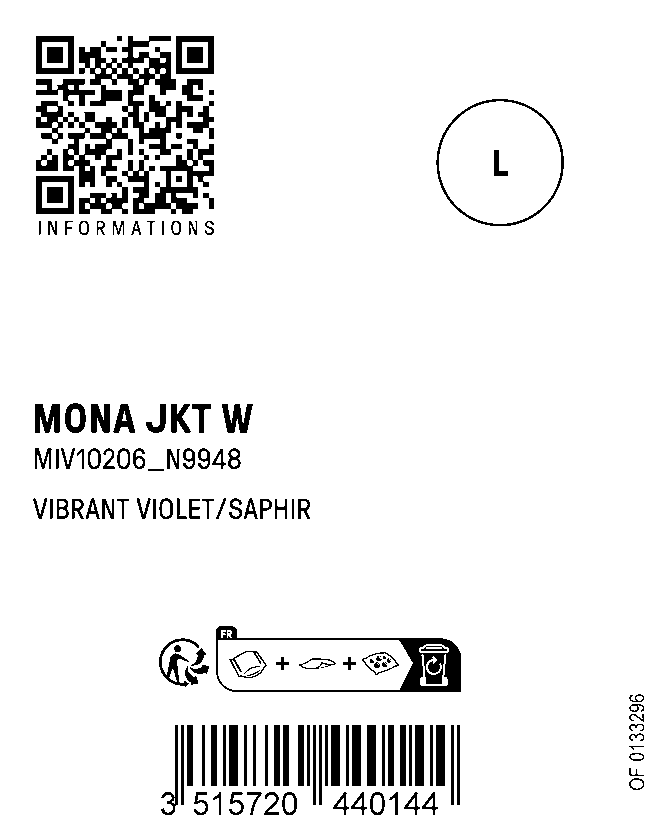 INFORMATIONS
L
MONA JKT W
MIV10206_N9948
VIBRANT VIOLET/SAPHIR
FR
3 515720 440144
OF 0133296